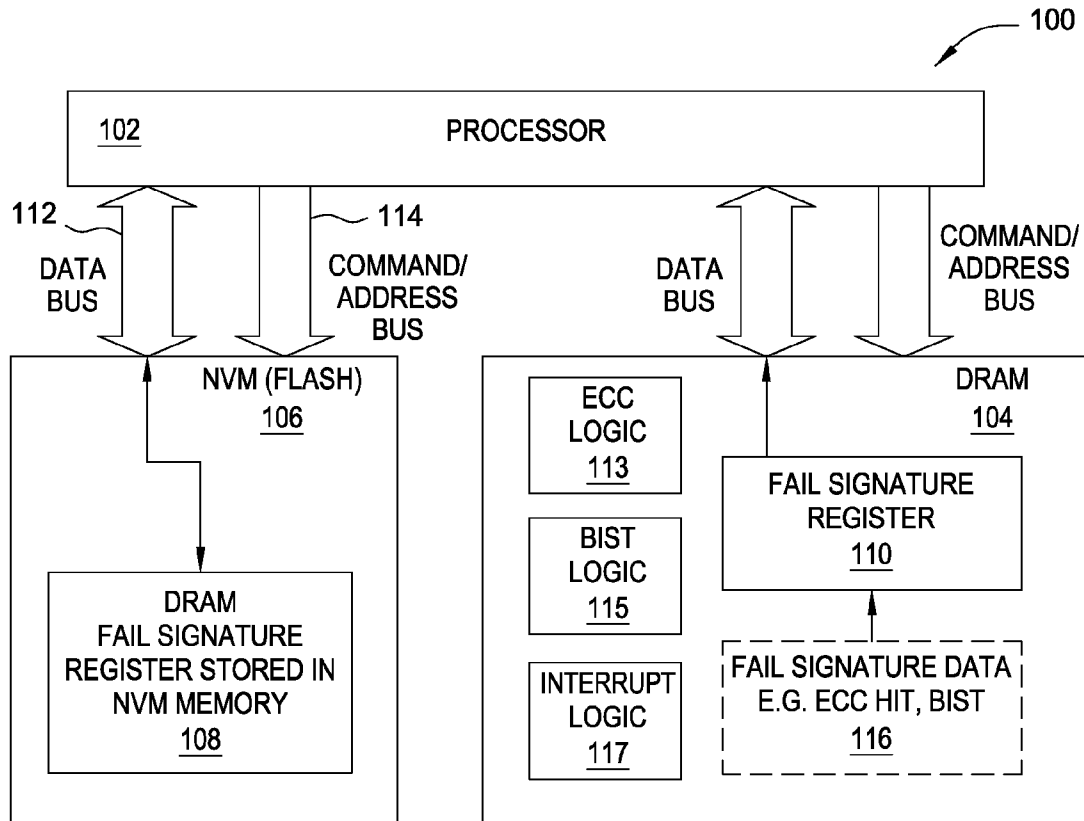 100
102
PROCESSOR
112
114
DATA
BUS
COMMAND/
ADDRESS
BUS
DATA
BUS
COMMAND/
ADDRESS
BUS
NVM (FLASH)
106
DRAM
FAIL SIGNATURE
REGISTER STORED IN
NVM MEMORY
108
DRAM
104
ECC
LOGIC
113
BIST
LOGIC
115
INTERRUPT
LOGIC
117
FAIL SIGNATURE
REGISTER
110
FAIL SIGNATURE DATA
E.G. ECC HIT, BIST
116